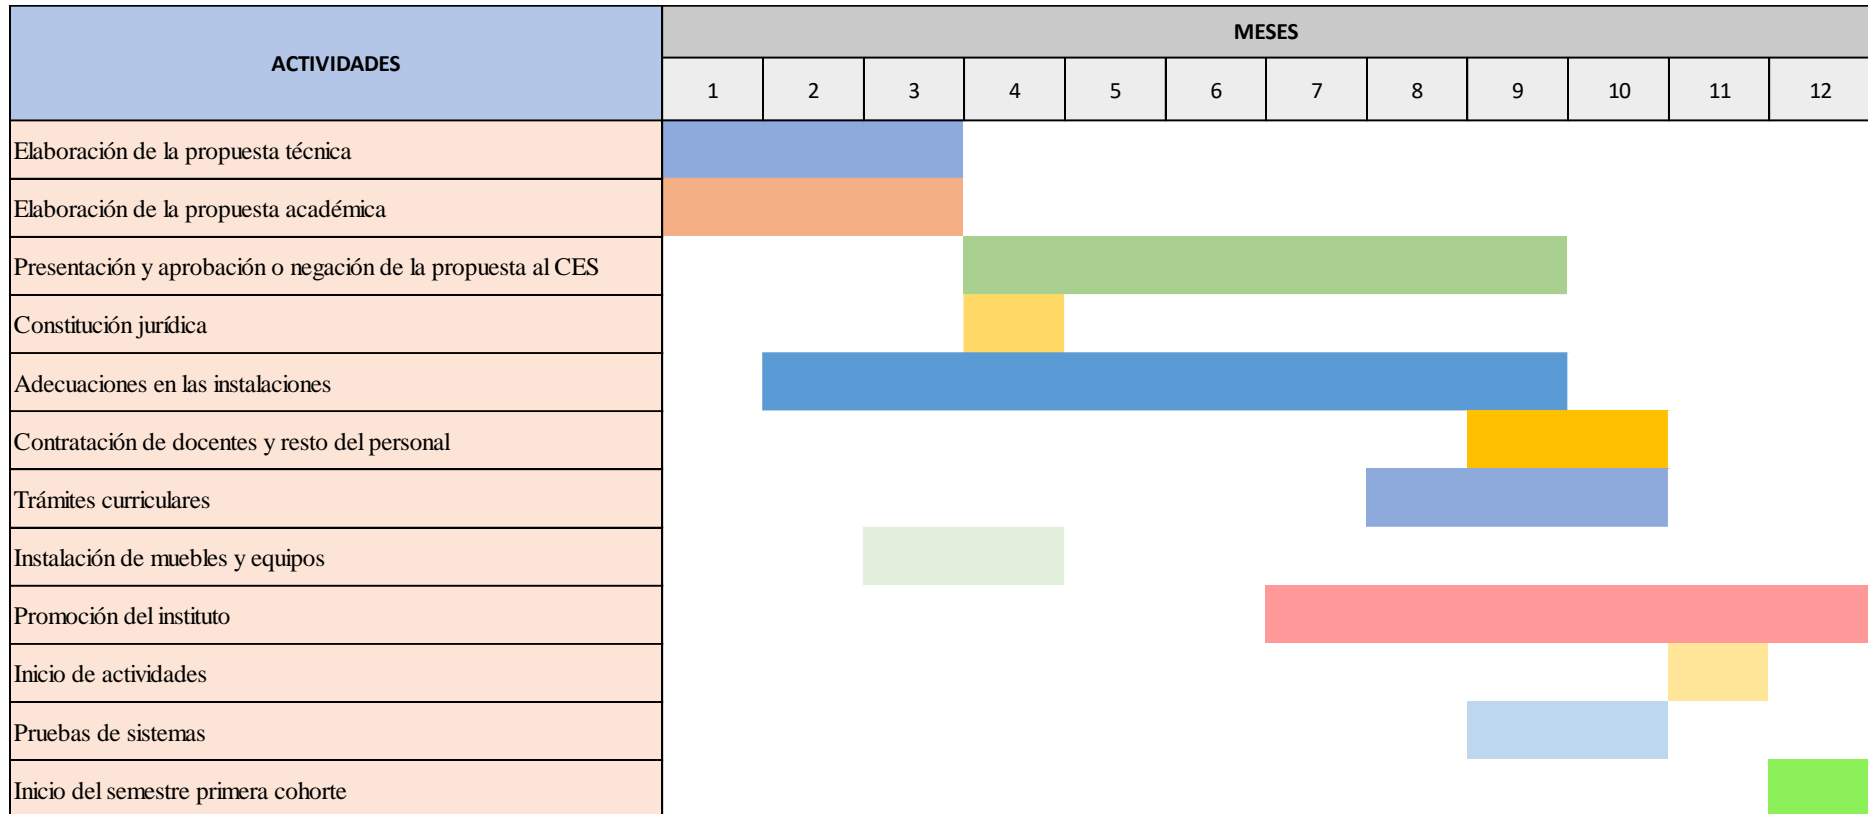 ACTIVIDADES
MESES
1 2 3 4 5 6 7 8 9 10 11 12
Elaboración de la propuesta técnica
Elaboración de la propuesta académica
Presentación y aprobación o negación de la propuesta al CES
Constitución jurídica
Adecuaciones en las instalaciones
Contratación de docentes y resto del personal
Trámites curriculares
Instalación de muebles y equipos
Promoción del instituto
Inicio de actividades
Pruebas de sistemas
Inicio del semestre primera cohorte